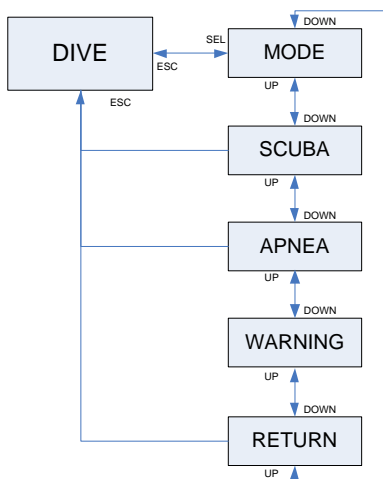 DOWN
DIVE
SEL
MODE
ESC
UP
ESC
DOWN
SCUBA
UP
DOWN
APNEA
UP
DOWN
WARNING
UP
DOWN
RETURN
UP